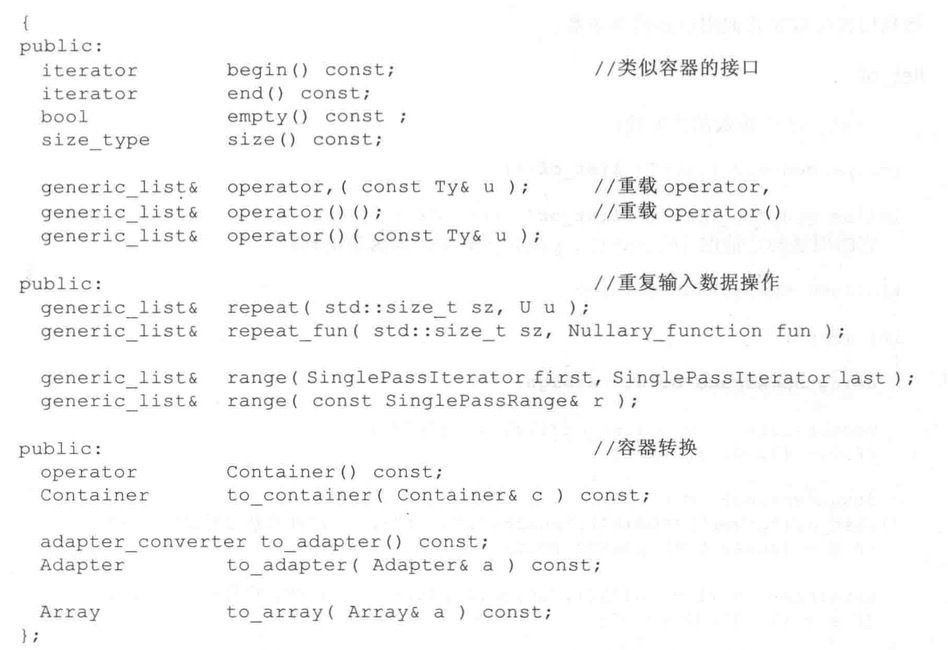 {
public:
  iterator        begin() const;                    //类似容器的接口
  iterator        end() const;
  bool            empty() const ;
  size_type       size() const;

  generic_list&   operator,( const Ty& u );         //重载 operator,
  generic_list&   operator()();                     //重载 operator()
  generic_list&   operator()( const Ty& u );

public:                                             //重复输入数据操作
  generic_list&   repeat( std::size_t sz, U u );
  generic_list&   repeat_fun( std::size_t sz, Nullary_function fun );

  generic_list&   range( SinglePassIterator first, SinglePassIterator last );
  generic_list&   range( const SinglePassRange& r );

public:                                             //容器转换
  operator        Container() const;
  Container       to_container( Container& c ) const;

  adapter_converter to_adapter() const;
  Adapter         to_adapter( Adapter& a ) const;

  Array           to_array( Array& a ) const;
};